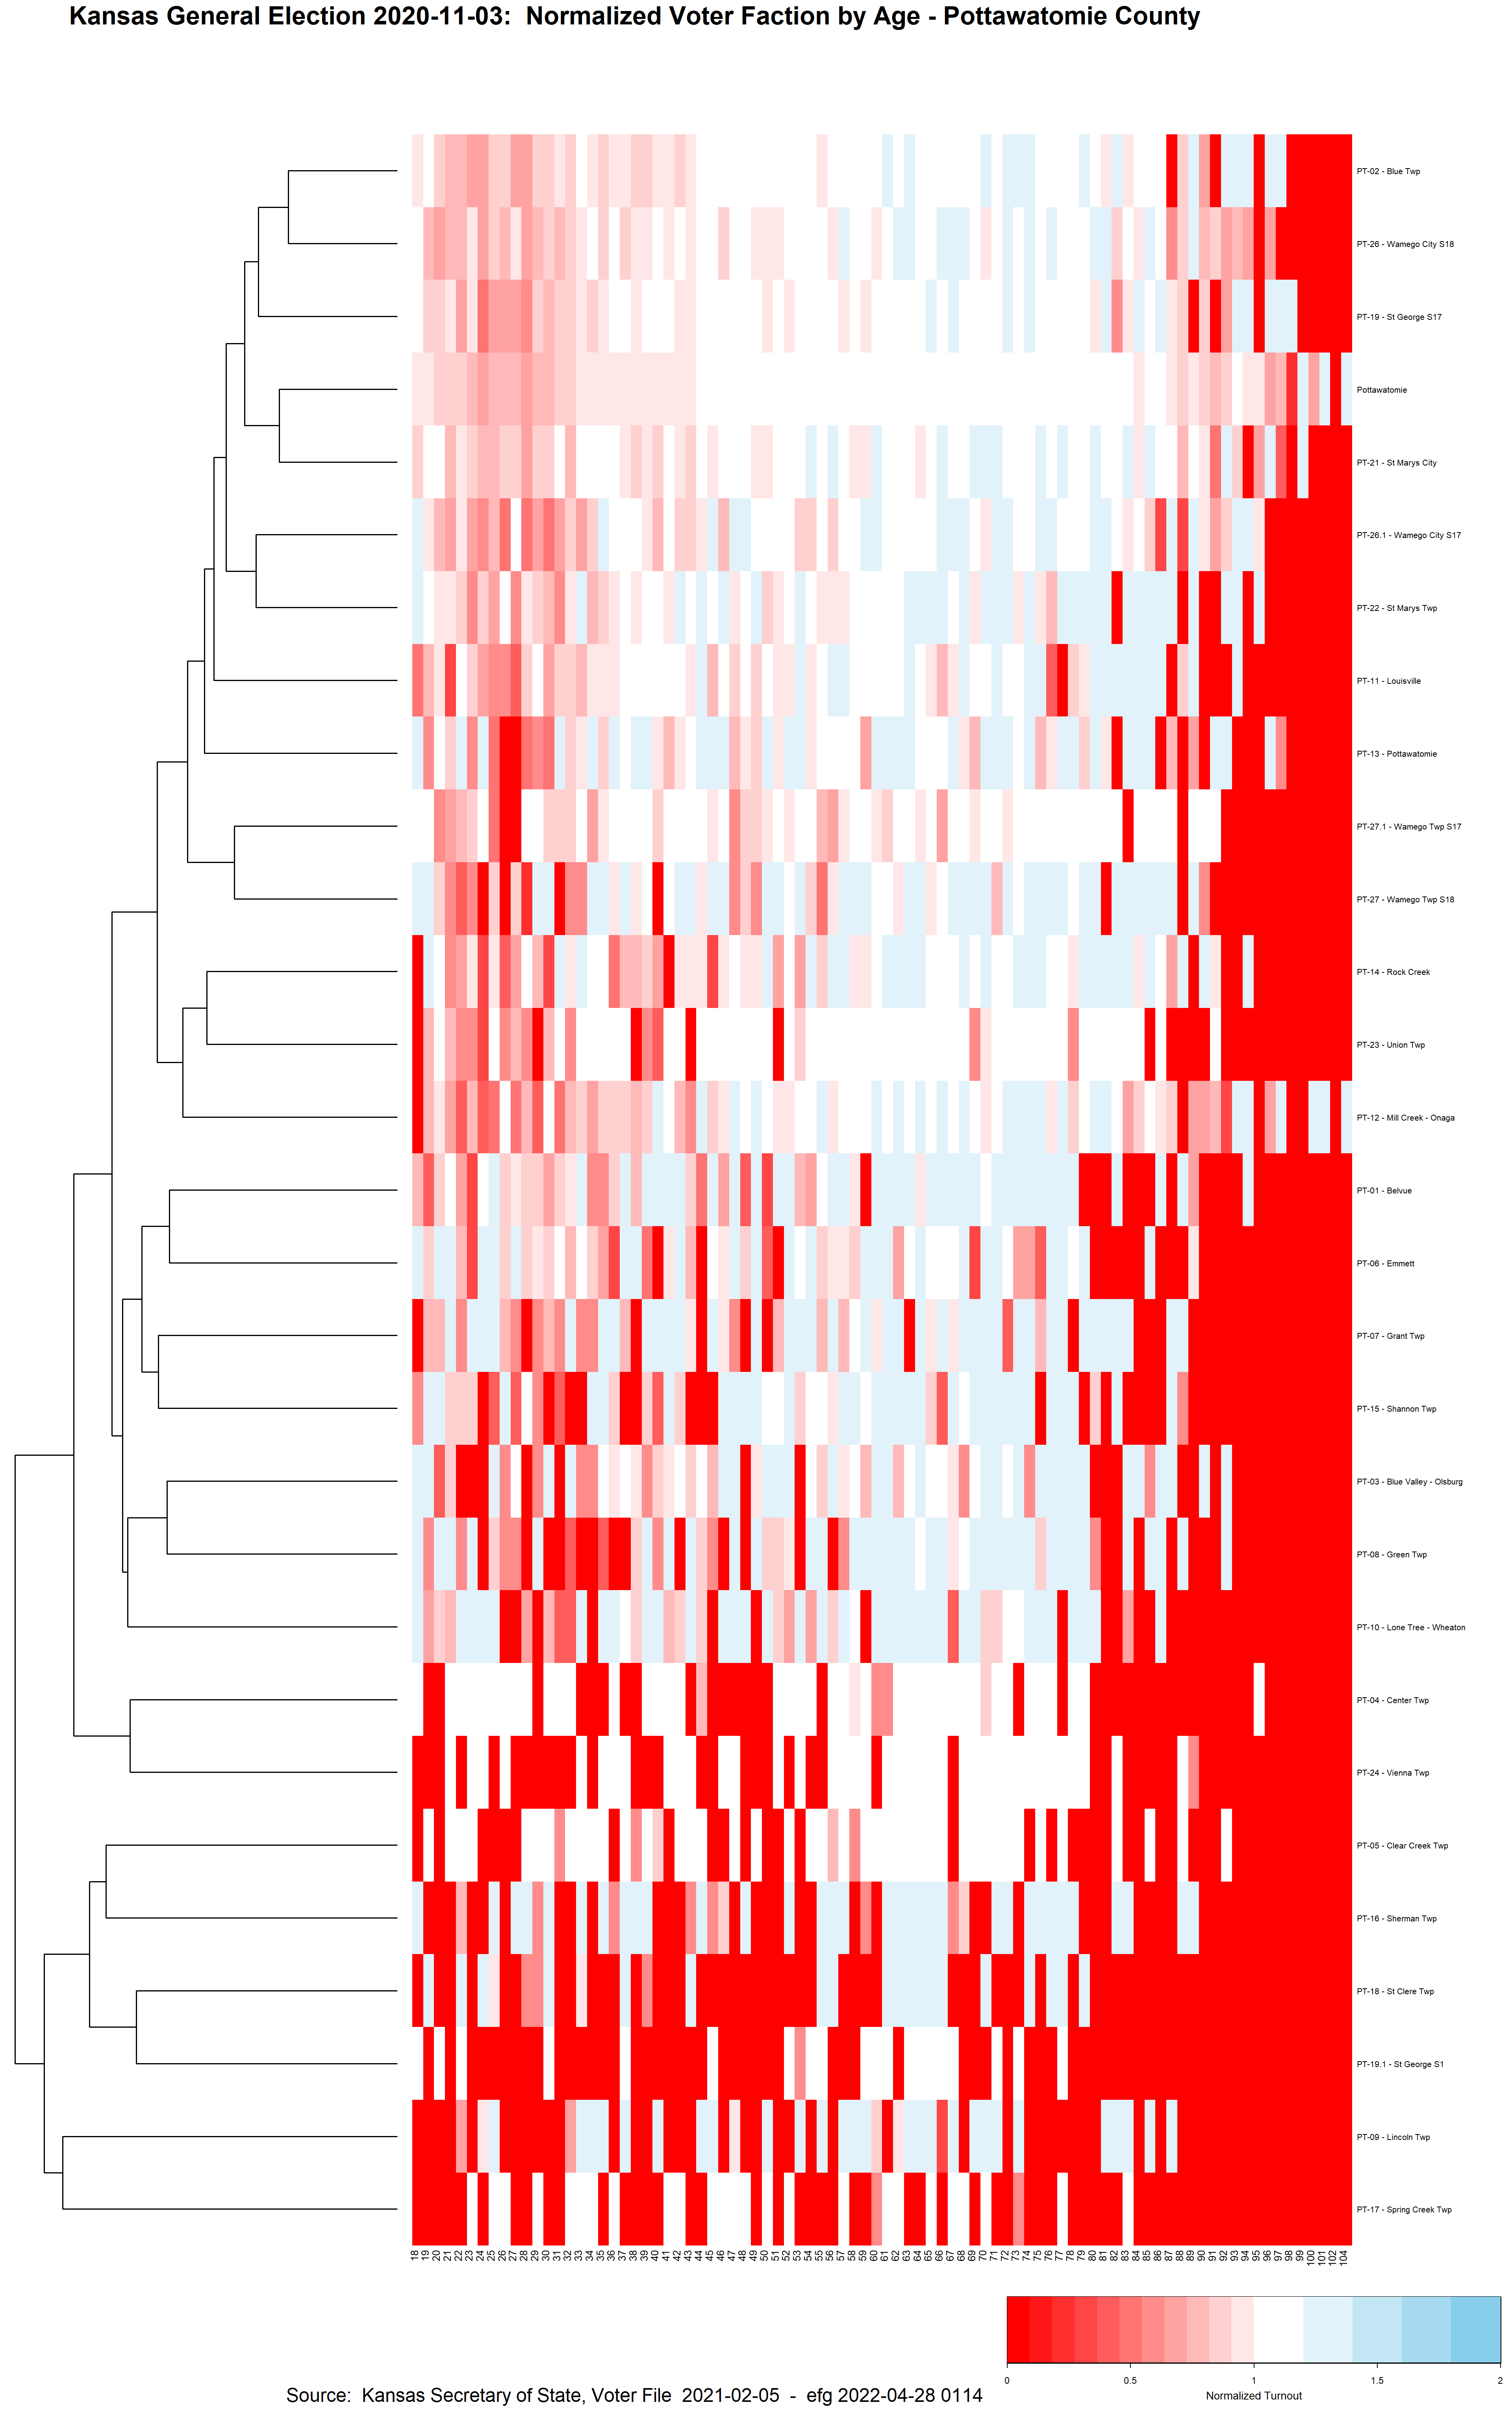 Kansas General Election 2020-11-03:  Normalized Voter Faction by Age - Pottawatomie County
PT-02 - Blue Twp
PT-26 - Wamego City S18
PT-19 - St George S17
Pottawatomie
PT-21 - St Marys City
PT-26.1 - Wamego City S17
PT-22 - St Marys Twp
PT-11 - Louisville
PT-13 - Pottawatomie
PT-27.1 - Wamego Twp S17
PT-27 - Wamego Twp S18
PT-14 - Rock Creek
PT-23 - Union Twp
PT-12 - Mill Creek - Onaga
PT-01 - Belvue
PT-06 - Emmett
PT-07 - Grant Twp
PT-15 - Shannon Twp
PT-03 - Blue Valley - Olsburg
PT-08 - Green Twp
PT-10 - Lone Tree - Wheaton
PT-04 - Center Twp
PT-24 - Vienna Twp
PT-05 - Clear Creek Twp
PT-16 - Sherman Twp
PT-18 - St Clere Twp
PT-19.1 - St George S1
PT-09 - Lincoln Twp
PT-17 - Spring Creek Twp
18 19 20 21 22 23 24 25 26 27 28 29 30 31 32 33 34 35 36 37 38 39 40 41 42 43 44 45 46 47 48 49 50 51 52 53 54 55 56 57 58 59 60 61 62 63 64 65 66 67 68 69 70 71 72 73 74 75 76 77 78 79 80 81 82 83 84 85 86 87 88 89 90 91 92 93 94 95 96 97 98 99 100 101 102 104
0 0.5 1 1.5 2
Normalized Turnout
Source:  Kansas Secretary of State, Voter File  2021-02-05  -  efg 2022-04-28 0114